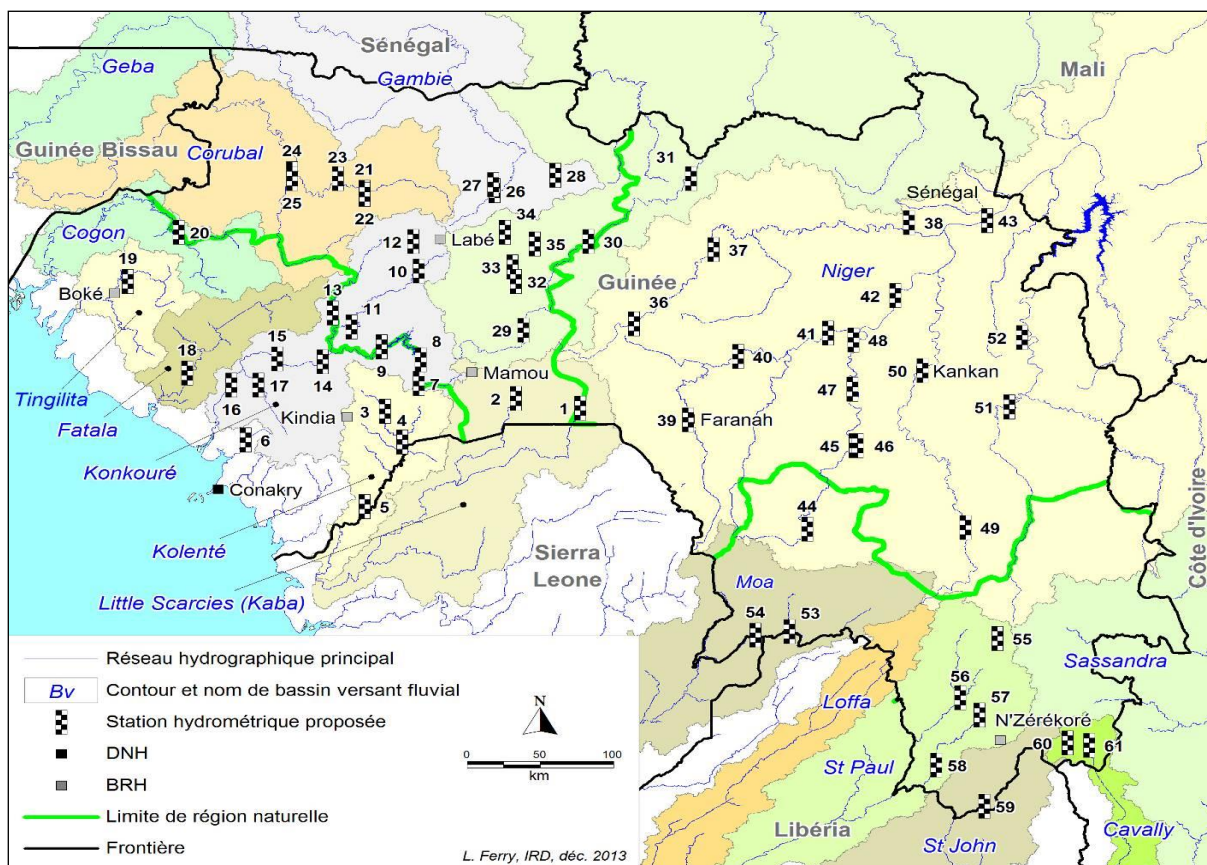 Sénégal
Geba
Gambie
Mali
Guinée Bissau
Corubal
24
23
21
25
22
27
26
28
31
Sénégal
38
43
Cogon
20
12
Labé
34
35
30
37
19
Boké
10
33
32
Guinée
Niger
36
42
13
11
15
29
41
48
52
18
14
9
8
7
Mamou
40
50
Kankan
Tingilita
16
17
Kindia
3
4
2
1
47
51
Fatala
6
39
Faranah
45
46
Konkouré
Conakry
5
44
49
Côte d'Ivoire
Kolenté
Sierra
Leone
Moa
Little Scarcies (Kaba)
54
53
55
Sassandra
Loffa
56
57
N'Zérékoré
60
61
St Paul
58
59
Libéria
St John
Cavally
Réseau hydrographique principal
Bv Contour et nom de bassin versant fluvial
Station hydrométrique proposée
DNH
BRH
Limite de région naturelle
Frontière
N
0 50 100
km
L. Ferry, IRD, déc. 2013